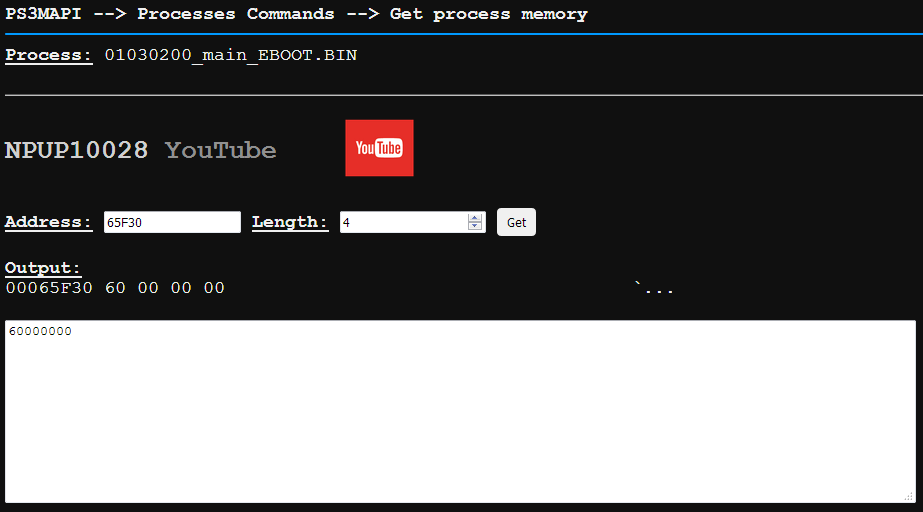 PS3MAPI --> Processes Commands --> Get process memory
Process: 01030200_main_EBOOT.BIN
NPUP10028 YouTube
YouTube
Address: 65F30 Length: 4 Get
Output:
00065F30 60 00 00 00 `...
60000000